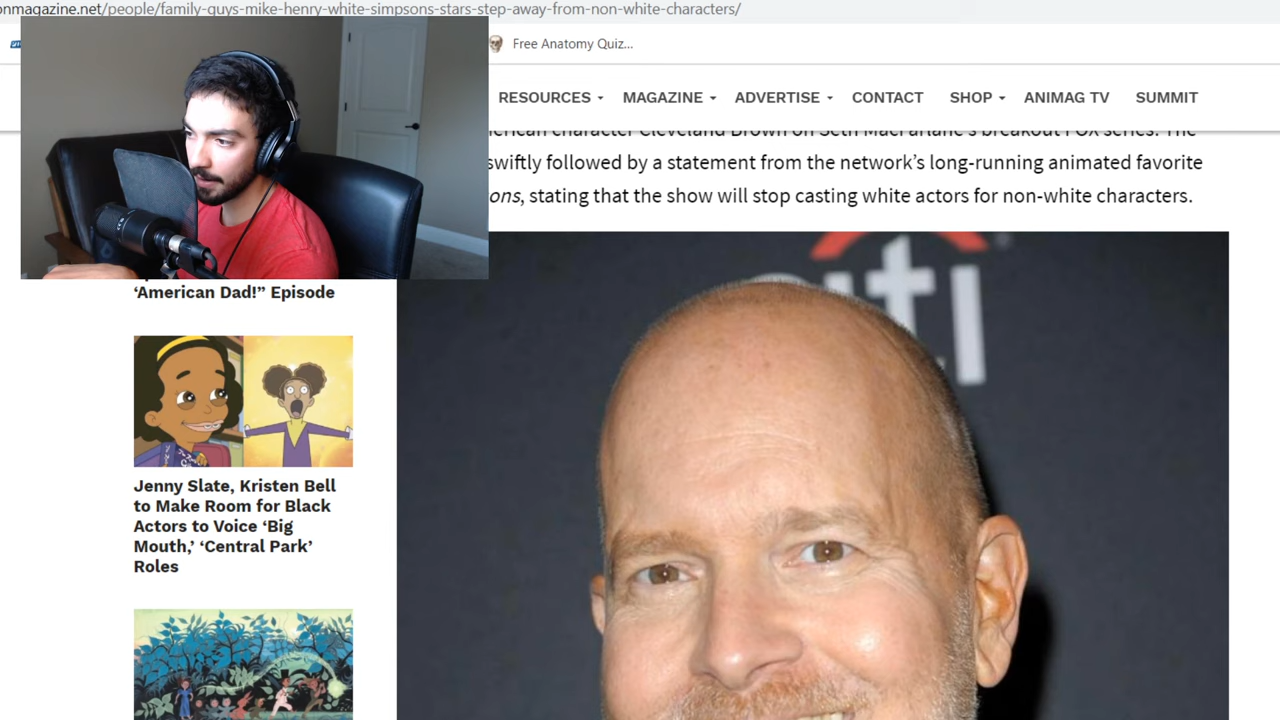 onmagazine.net/people/family-guys-mike-henry-white-simpsons-stars-step-away-from-non-white-characters/
Free Anatomy Quiz...
RESOURCES MAGAZINE ADVERTISE CONTACT SHOP ANIMAG TV SUMMIT
erican character Cleveland Brown on Seth MacFarlane's breakout FOX series. The
swiftly followed by a statement from the network's long-running animated favorite
ons, stating that the show will stop casting white actors for non-white characters.
'American Dad!" Episode
Jenny Slate, Kristen Bell
to Make Room for Black
Actors to Voice 'Big
Mouth,' 'Central Park'
Roles
citi